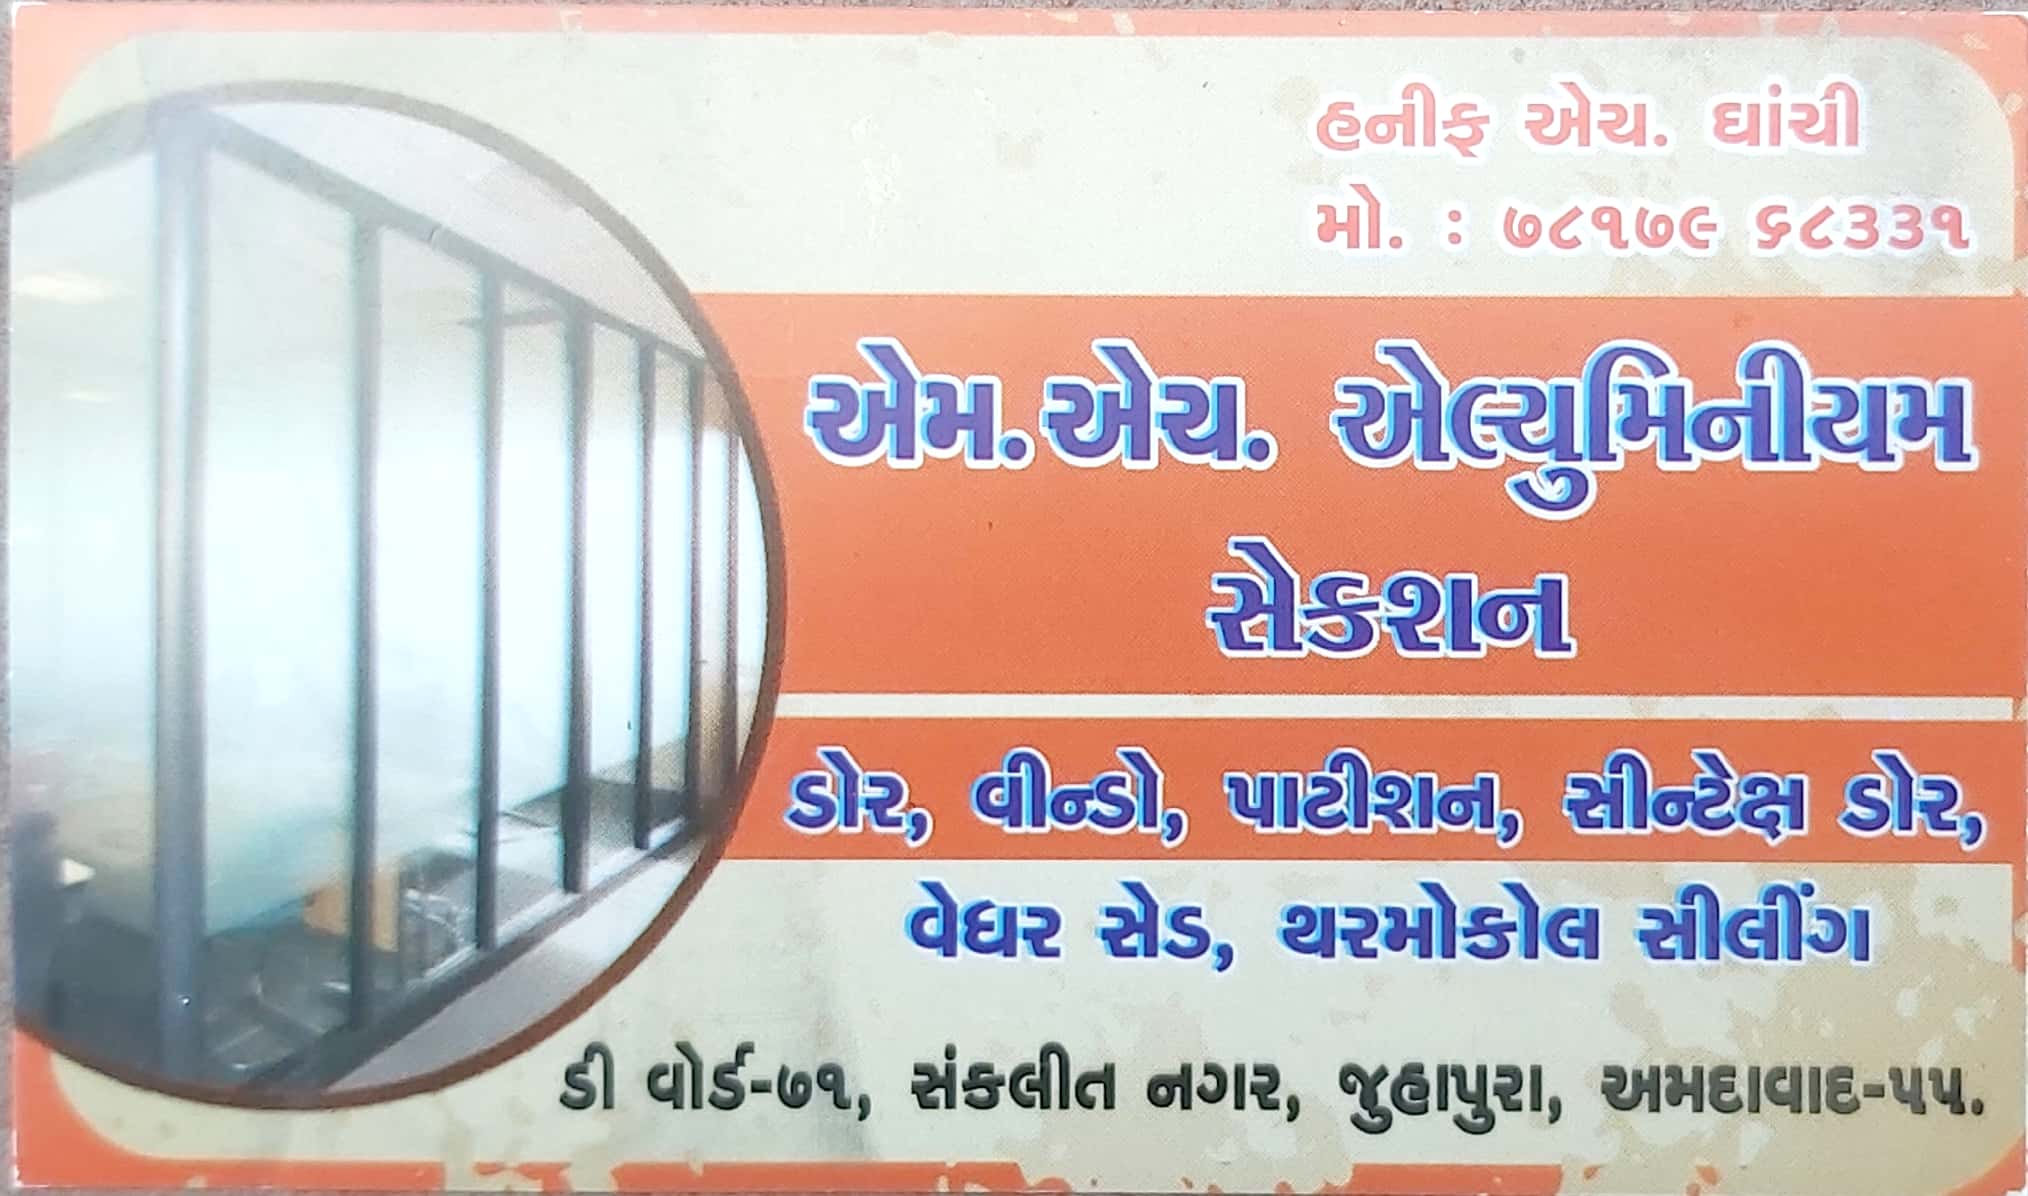 હનીફ એચ. ઘાંચી
મો. : ૭૮૧૭૯ ૬૮૩૩૧
એમ.એચ. એલ્યુમિનીયમ
સેકશન
ડોર, વીન્ડો, પાટીશન, સીન્ટેક્ષ ડોર,
વેધર સેડ, થરમોકોલ સીલીંગ
ડી વોર્ડ-૭૧, સંકલીત નગર, જુહાપુરા, અમદાવાદ-૫૫.